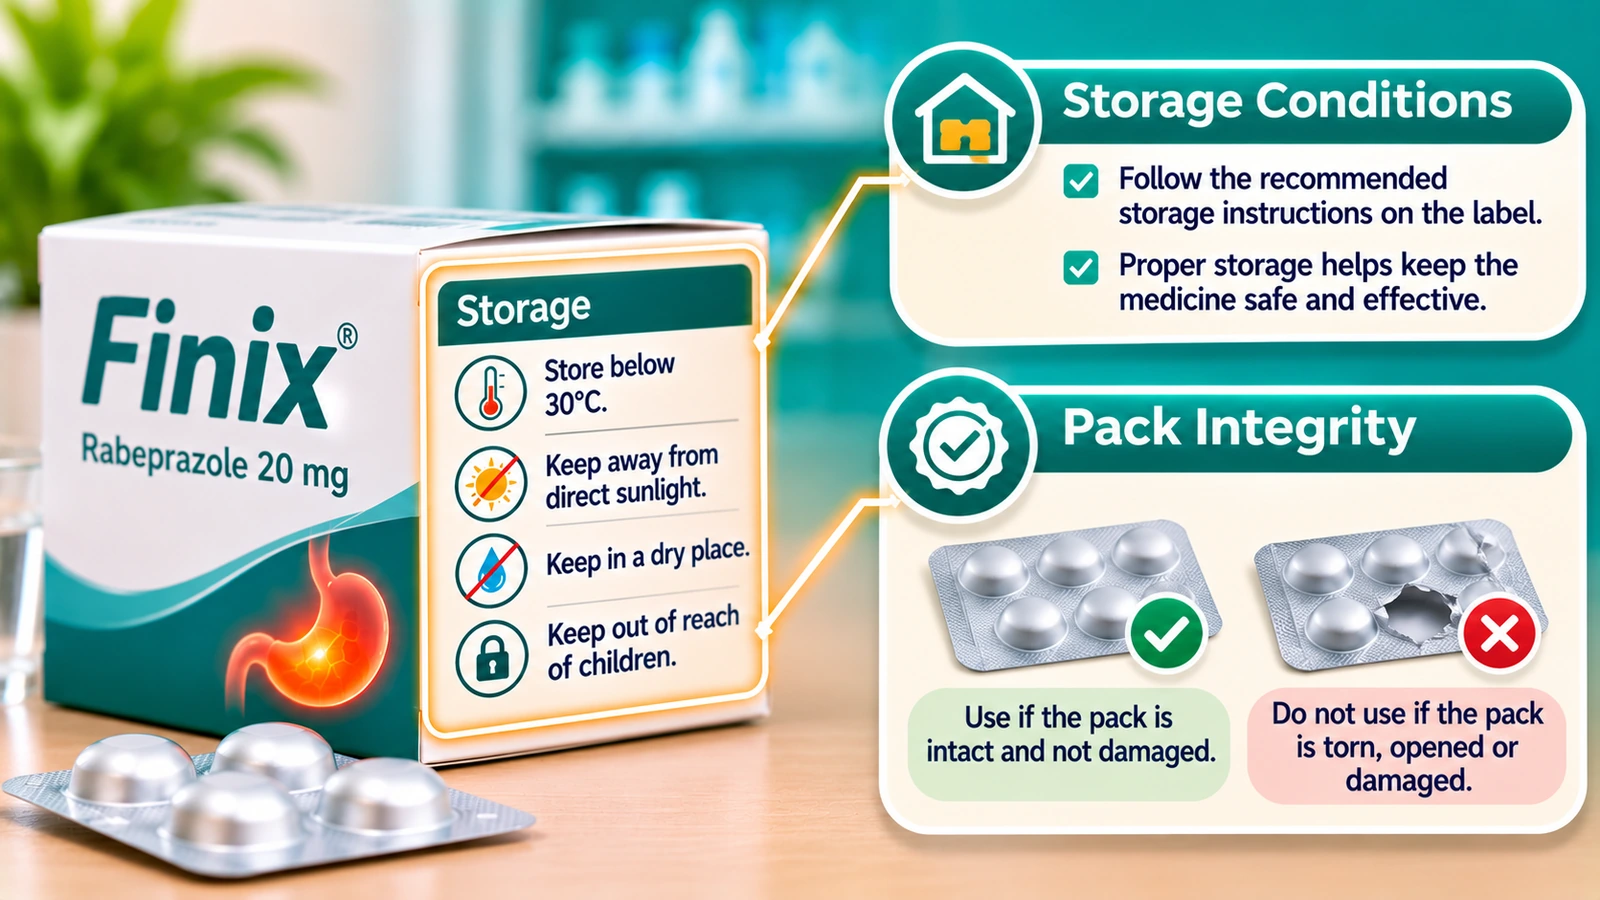 Finix®
Rabeprazole 20 mg
Storage
Store below
30°C.
Keep away from
direct sunlight.
Keep in a dry place.
Keep out of reach
of children.
Storage Conditions
Follow the recommended
storage instructions on the label.
Proper storage helps keep the
medicine safe and effective.
Pack Integrity
Use if the pack is
intact and not damaged.
Do not use if the pack
is torn, opened or
damaged.